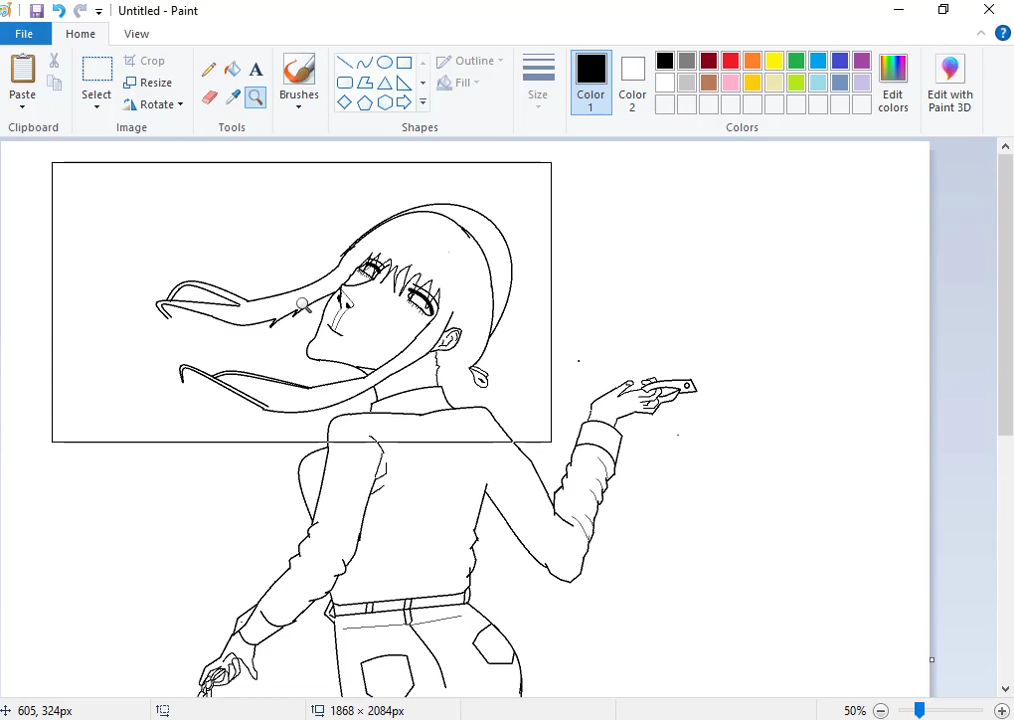 Untitled - Paint
File
Home
View
Paste
Clipboard
Select
Crop
Resize
Rotate
Image
A
Tools
Brushes
Shapes
Outline
Fill
Size
Color 1
Color 2
Edit colors
Colors
Edit with Paint 3D
605, 324px
1868 × 2084px
50%